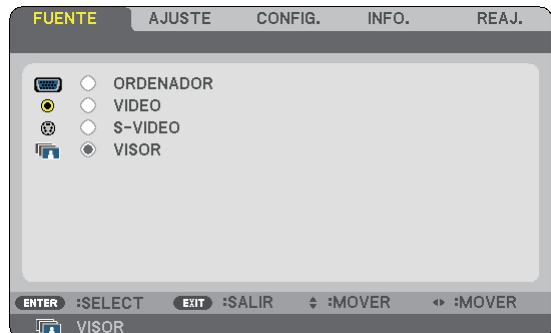 FUENTE AJUSTE CONFIG. INFO. REAJ.
ORDENADOR
VIDEO
S-VIDEO
VISOR
ENTER :SELECT EXIT :SALIR :MOVER :MOVER
VISOR